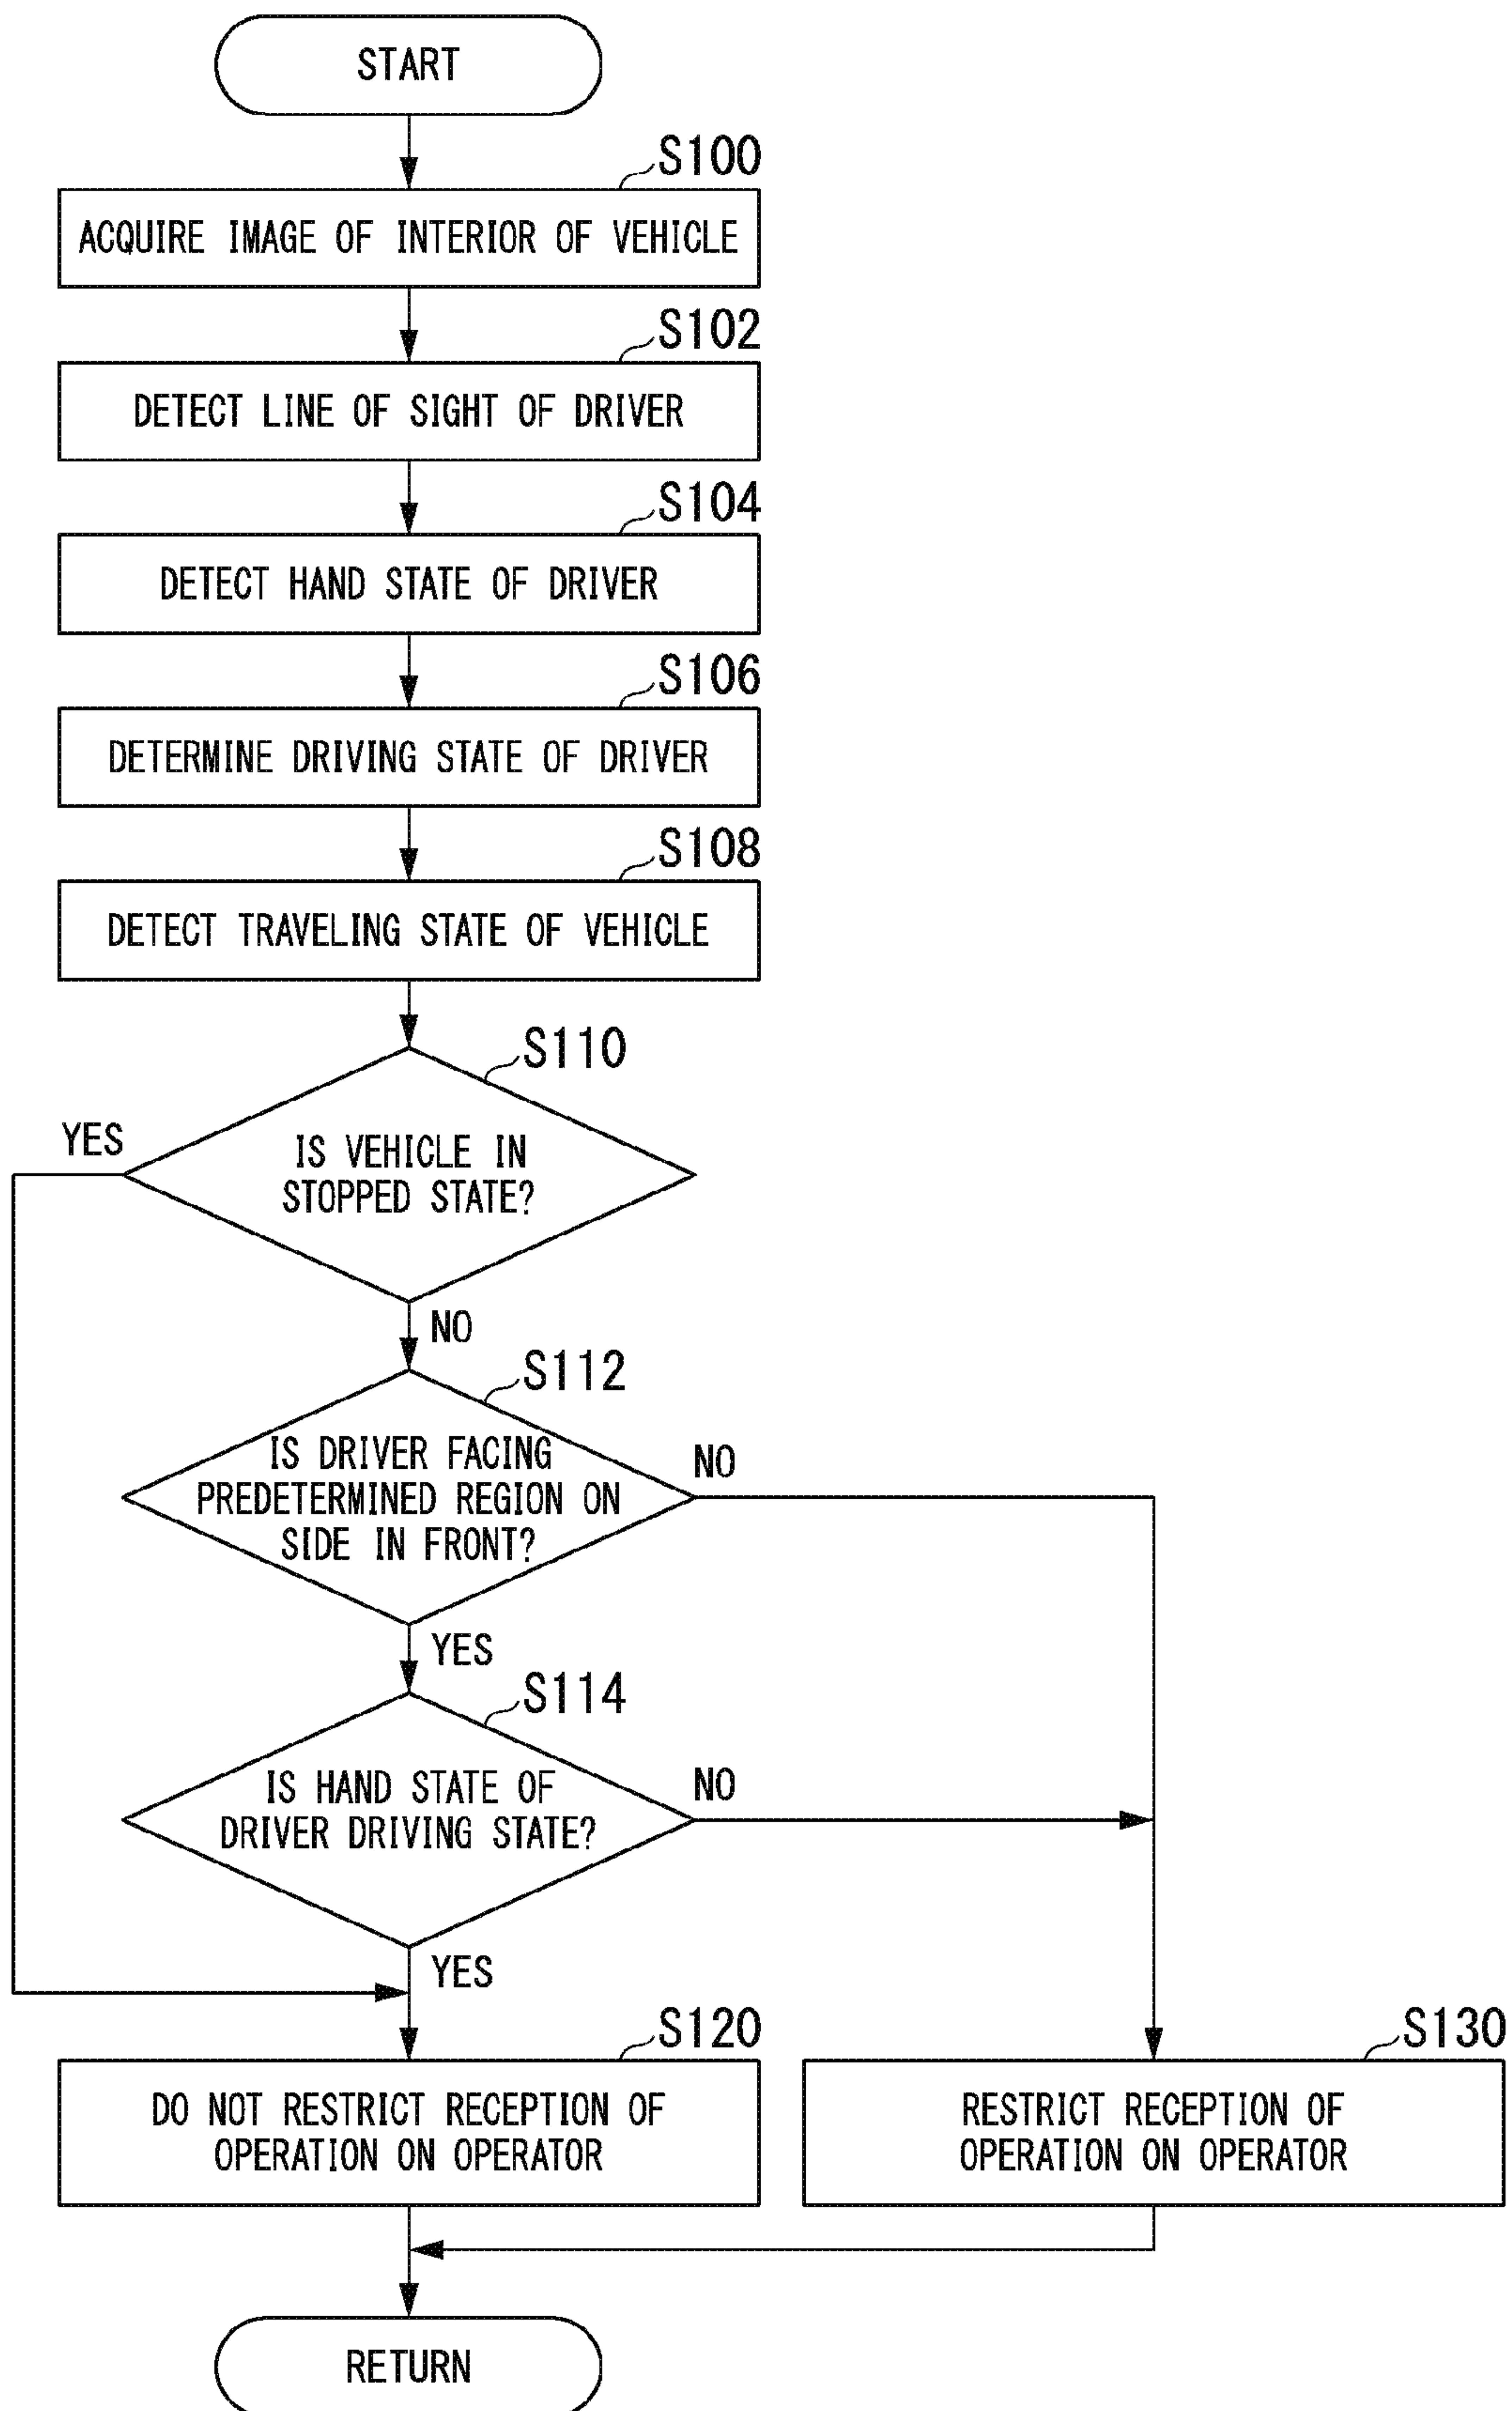 START
S100
ACQUIRE IMAGE OF INTERIOR OF VEHICLE
S102
DETECT LINE OF SIGHT OF DRIVER
S104
DETECT HAND STATE OF DRIVER
S106
DETERMINE DRIVING STATE OF DRIVER
S108
DETECT TRAVELING STATE OF VEHICLE
S110
YES
IS VEHICLE IN
STOPPED STATE?
NO
S112
IS DRIVER FACING
PREDETERMINED REGION ON
SIDE IN FRONT?
NO
YES
S114
IS HAND STATE OF
DRIVER DRIVING STATE?
NO
YES
S120
DO NOT RESTRICT RECEPTION OF
OPERATION ON OPERATOR
S130
RESTRICT RECEPTION OF
OPERATION ON OPERATOR
RETURN